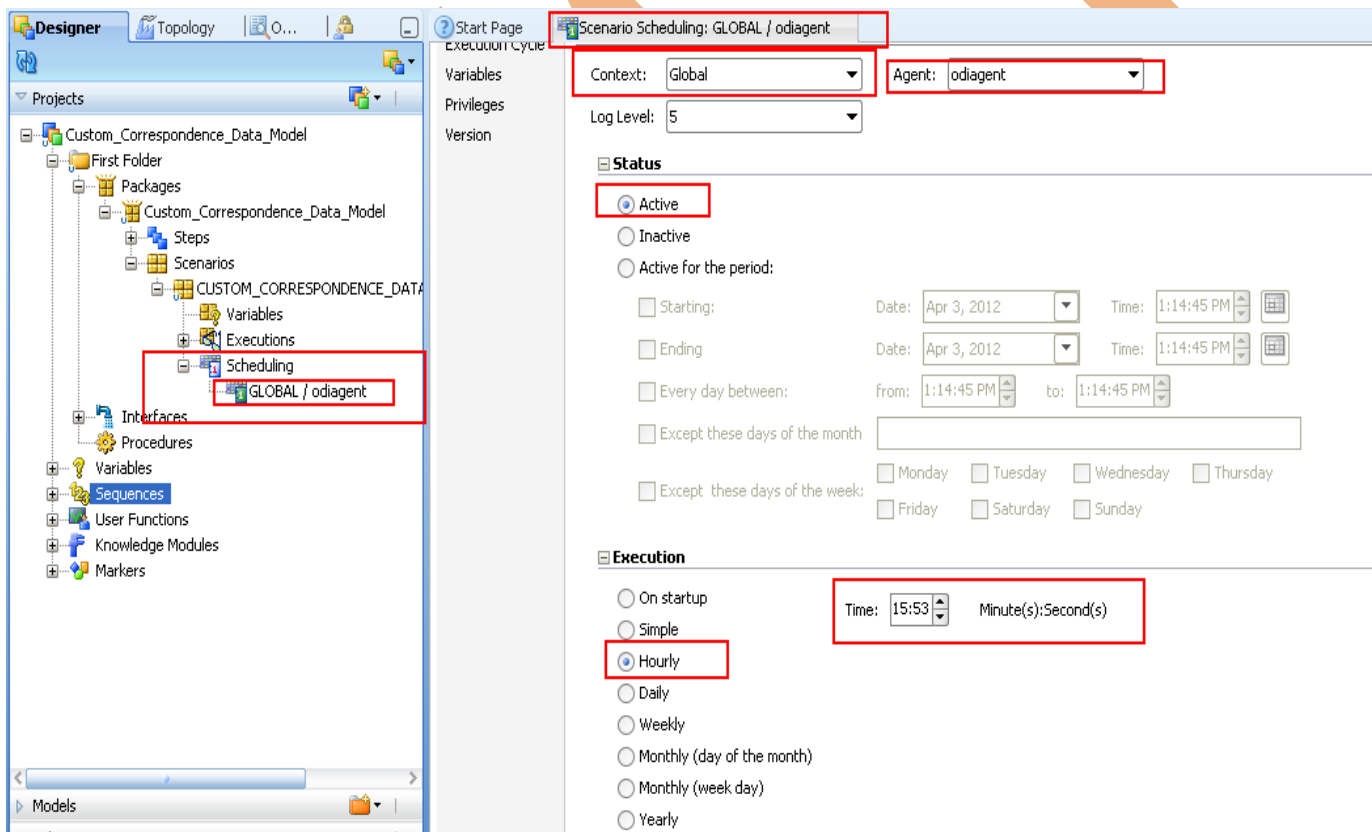 Designer
Topology
O...
Projects
Custom_Correspondence_Data_Model
First Folder
Packages
Custom_Correspondence_Data_Model
Steps
Scenarios
CUSTOM_CORRESPONDENCE_DATA
Variables
Executions
Scheduling
GLOBAL / odiagent
Interfaces
Procedures
Variables
Sequences
User Functions
Knowledge Modules
Markers
Models
Start Page
Scenario Scheduling: GLOBAL / odiagent
Execution Cycle
Variables
Privileges
Version
Context: Global
Agent: odiagent
Log Level: 5
Status
Active
Inactive
Active for the period:
Starting: Date: Apr 3, 2012 Time: 1:14:45 PM
Ending Date: Apr 3, 2012 Time: 1:14:45 PM
Every day between: from: 1:14:45 PM to: 1:14:45 PM
Except these days of the month
Except these days of the week:
Monday Tuesday Wednesday Thursday
Friday Saturday Sunday
Execution
On startup
Simple
Hourly
Daily
Weekly
Monthly (day of the month)
Monthly (week day)
Yearly
Time: 15:53 Minute(s):Second(s)